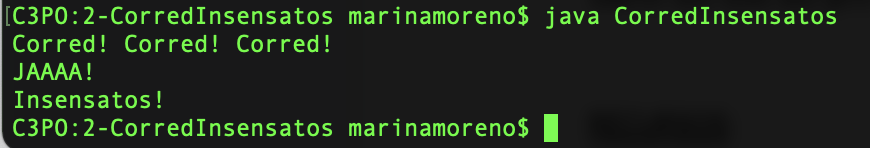 [C3PO:2-CorredInsensatos marinamoreno$ java CorredInsensatos
Corred! Corred! Corred!
JAAAA!
Insensatos!
C3PO:2-CorredInsensatos marinamoreno$